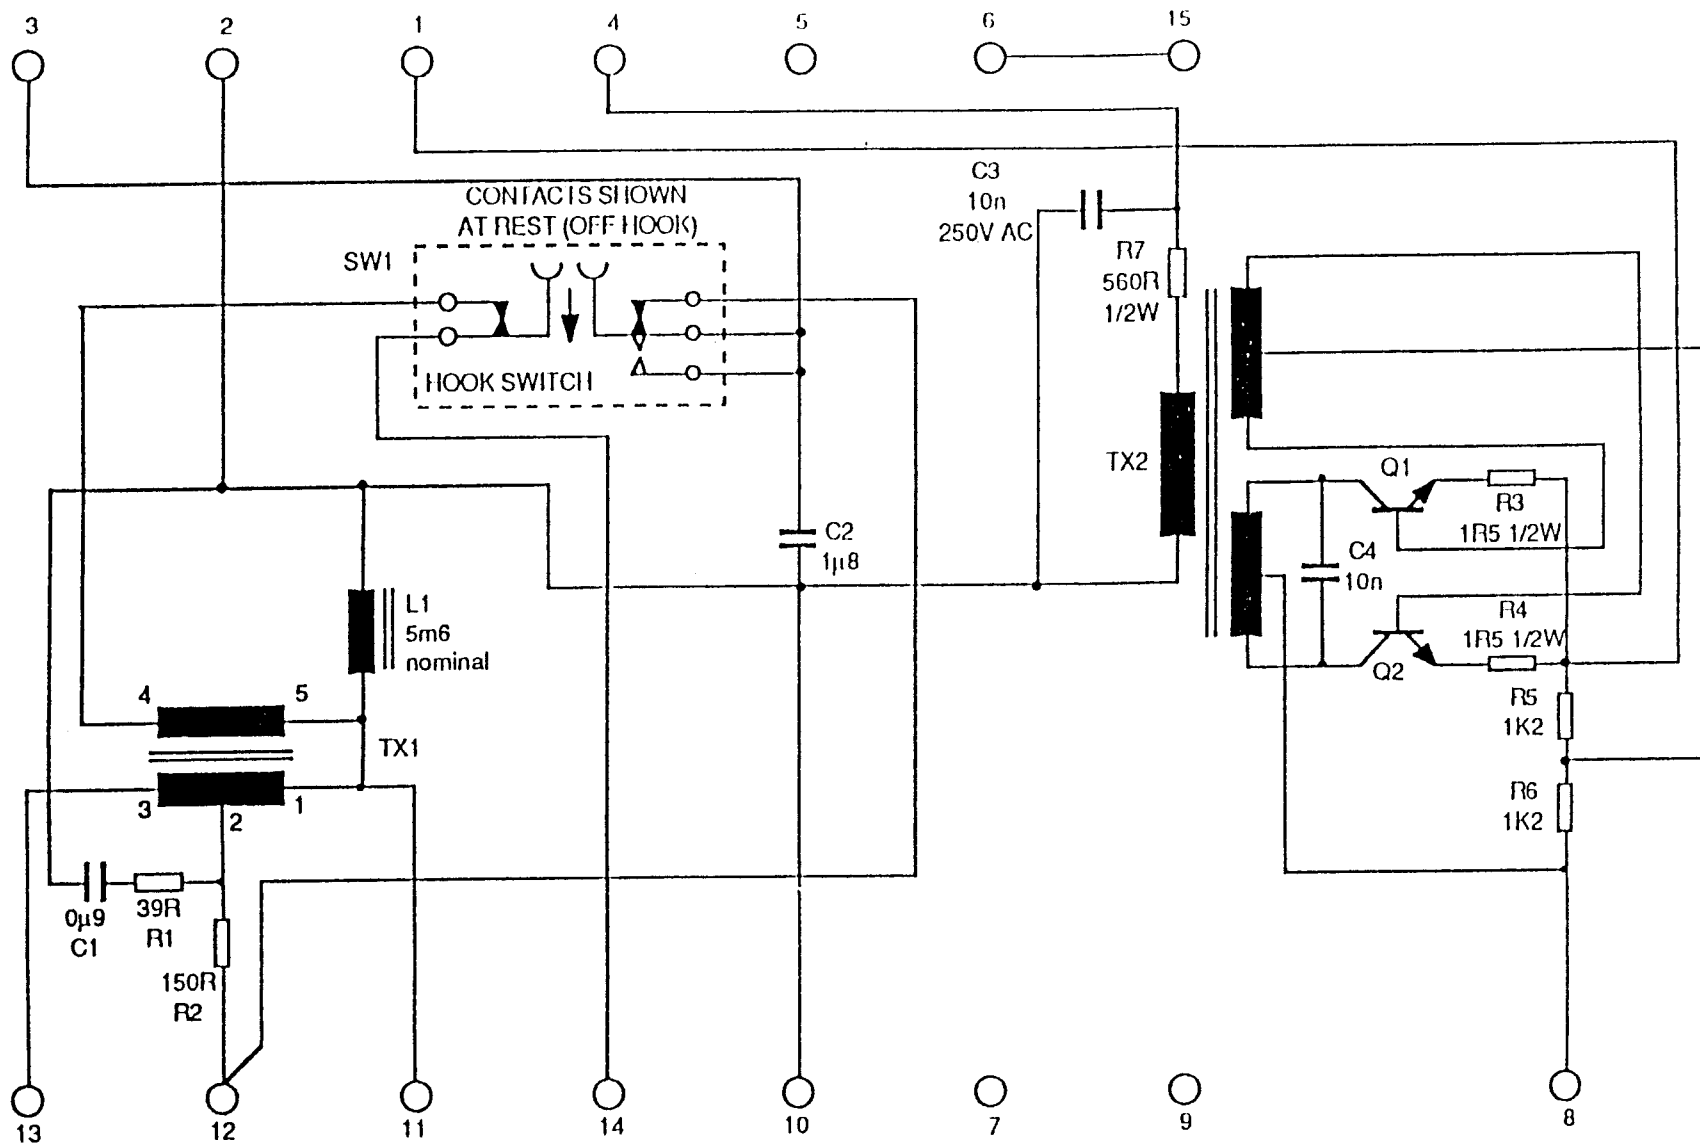 3
2
1
4
5
6
15
CONTACTS SHOWN
AT REST (OFF HOOK)
SW1
HOOK SWITCH
C3
10n
250V AC
R7
560R
1/2W
TX2
Q1
R3
1R5 1/2W
C4
10n
R4
1R5 1/2W
Q2
R5
1K2
R6
1K2
C2
1µ8
L1
5m6
nominal
4
5
TX1
3
2
1
0µ9
C1
39R
R1
150R
R2
13
12
11
14
10
7
9
8